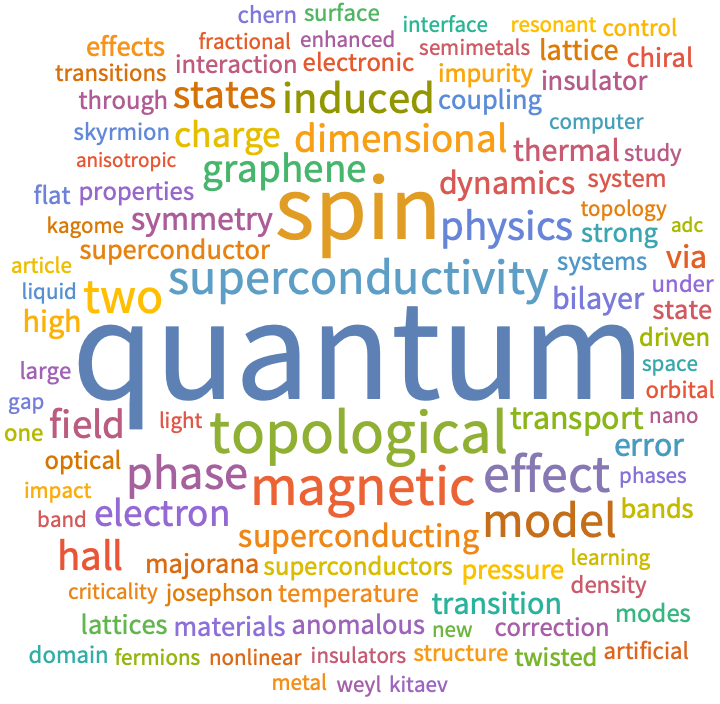 chern surface
interface resonant control
effects fractional enhanced semimetals lattice chiral
transitions interaction electronic impurity insulator
through states induced coupling
skyrmion charge dimensional computer
anisotropic graphene thermal study
flat properties spin dynamics system
kagome symmetry physics topology
superconductor strong adc
article superconductivity systems via
liquid two bilayer under
high quantum state
driven
large space
gap orbital
one field light topological transport nano
optical phase magnetic effect error
impact phases
band electron model bands
hall superconducting
majorana superconductors pressure learning
criticality josephson temperature density
lattices materials anomalous transition modes
new correction
domain fermions nonlinear insulators structure twisted artificial
metal weyl kitaev